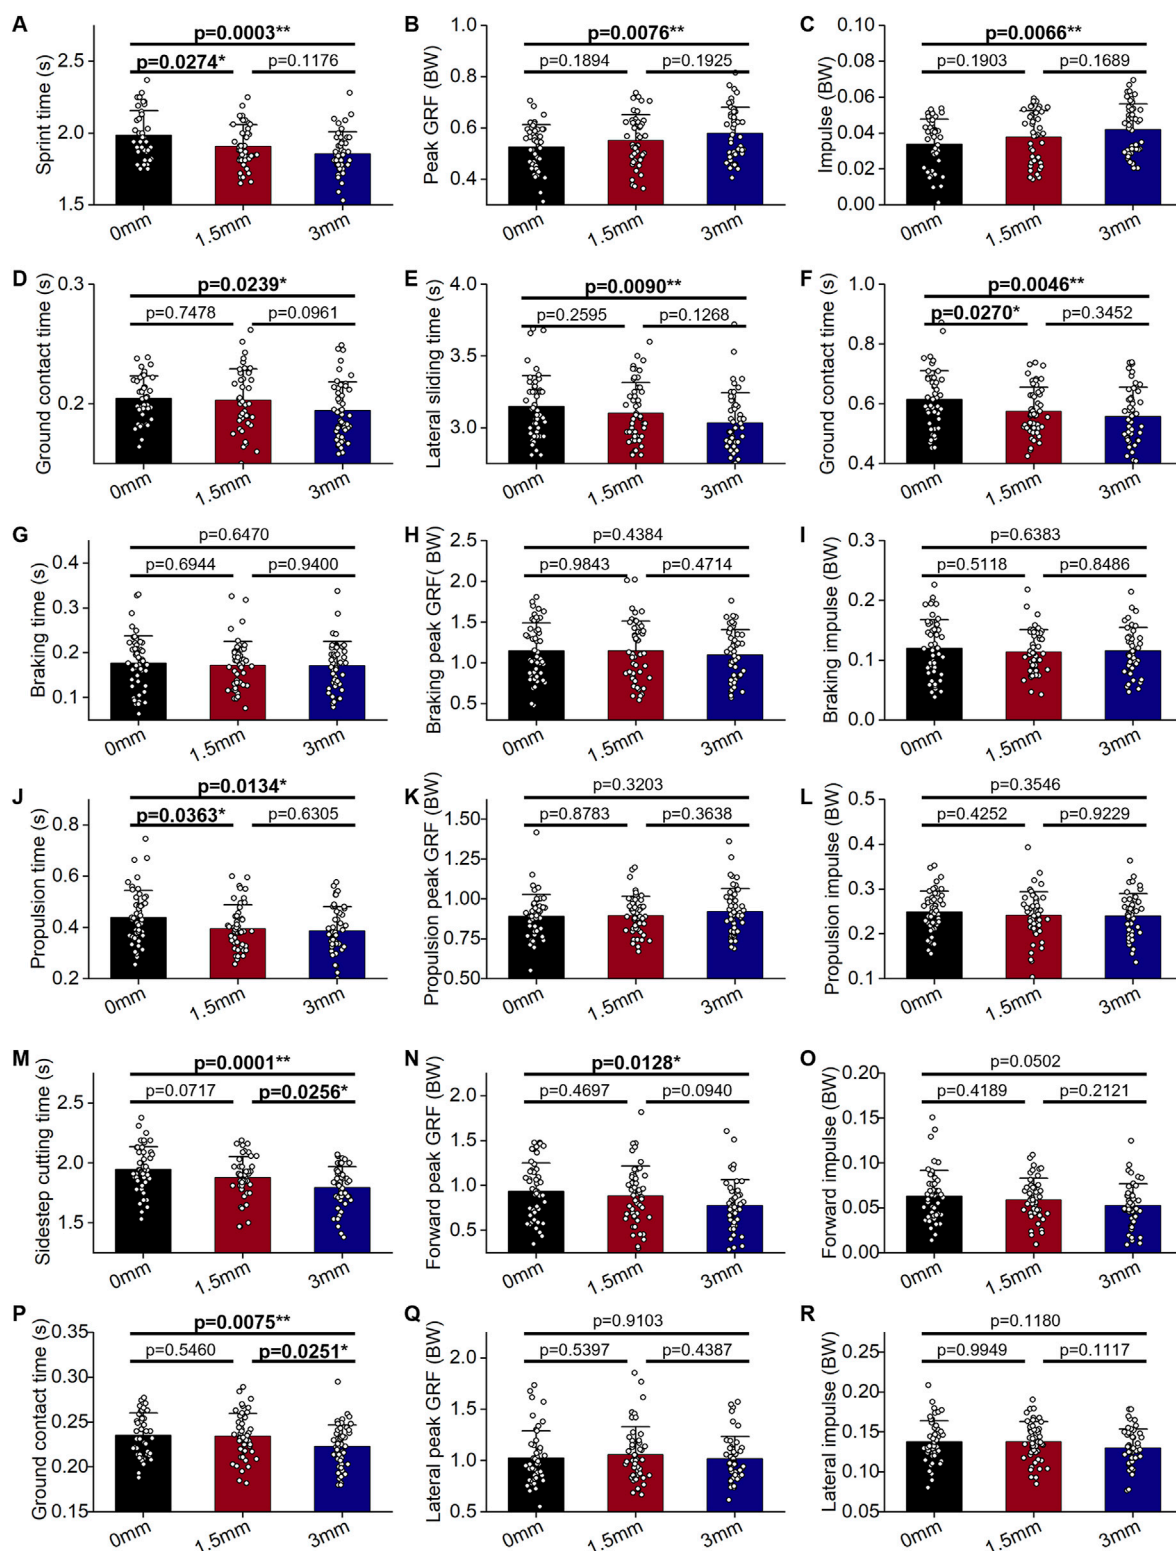 A
Sprint time (s)
p=0.0003**
p=0.0274*
p=0.1176
2.5
2.0
1.5
0mm
1.5mm
3mm
B
Peak GRF (BW)
p=0.0076**
p=0.1894
p=0.1925
1.0
0.8
0.6
0.4
0mm
1.5mm
3mm
C
Impulse (BW)
p=0.0066**
p=0.1903
p=0.1689
0.10
0.08
0.06
0.04
0.02
0.00
0mm
1.5mm
3mm
D
Ground contact time (s)
p=0.0239*
p=0.7478
p=0.0961
0.3
0.2
0mm
1.5mm
3mm
E
Lateral sliding time (s)
p=0.0090**
p=0.2595
p=0.1268
4.0
3.5
3.0
0mm
1.5mm
3mm
F
Ground contact time (s)
p=0.0046**
p=0.0270*
p=0.3452
1.0
0.8
0.6
0.4
0mm
1.5mm
3mm
G
Braking time (s)
p=0.6470
p=0.6944
p=0.9400
0.4
0.3
0.2
0.1
0mm
1.5mm
3mm
H
Braking peak GRF( BW)
p=0.4384
p=0.9843
p=0.4714
2.5
2.0
1.5
1.0
0.5
0mm
1.5mm
3mm
I
Braking impulse (BW)
p=0.6383
p=0.5118
p=0.8486
0.3
0.2
0.1
0.0
0mm
1.5mm
3mm
J
Propulsion time (s)
p=0.0134*
p=0.0363*
p=0.6305
0.8
0.6
0.4
0.2
0mm
1.5mm
3mm
K
Propulsion peak GRF (BW)
p=0.3203
p=0.8783
p=0.3638
1.50
1.25
1.00
0.75
0.50
0mm
1.5mm
3mm
L
Propulsion impulse (BW)
p=0.3546
p=0.4252
p=0.9229
0.5
0.4
0.3
0.2
0.1
0mm
1.5mm
3mm
M
Sidestep cutting time (s)
p=0.0001**
p=0.0717
p=0.0256*
2.5
2.0
1.5
0mm
1.5mm
3mm
N
Forward peak GRF (BW)
p=0.0128*
p=0.4697
p=0.0940
2.0
1.5
1.0
0.5
0mm
1.5mm
3mm
O
Forward impulse (BW)
p=0.0502
p=0.4189
p=0.2121
0.20
0.15
0.10
0.05
0.00
0mm
1.5mm
3mm
P
Ground contact time (s)
p=0.0075**
p=0.5460
p=0.0251*
0.35
0.30
0.25
0.20
0.15
0mm
1.5mm
3mm
Q
Lateral peak GRF (BW)
p=0.9103
p=0.5397
p=0.4387
2.0
1.5
1.0
0.5
0mm
1.5mm
3mm
R
Lateral impulse (BW)
p=0.1180
p=0.9949
p=0.1117
0.25
0.20
0.15
0.10
0.05
0mm
1.5mm
3mm